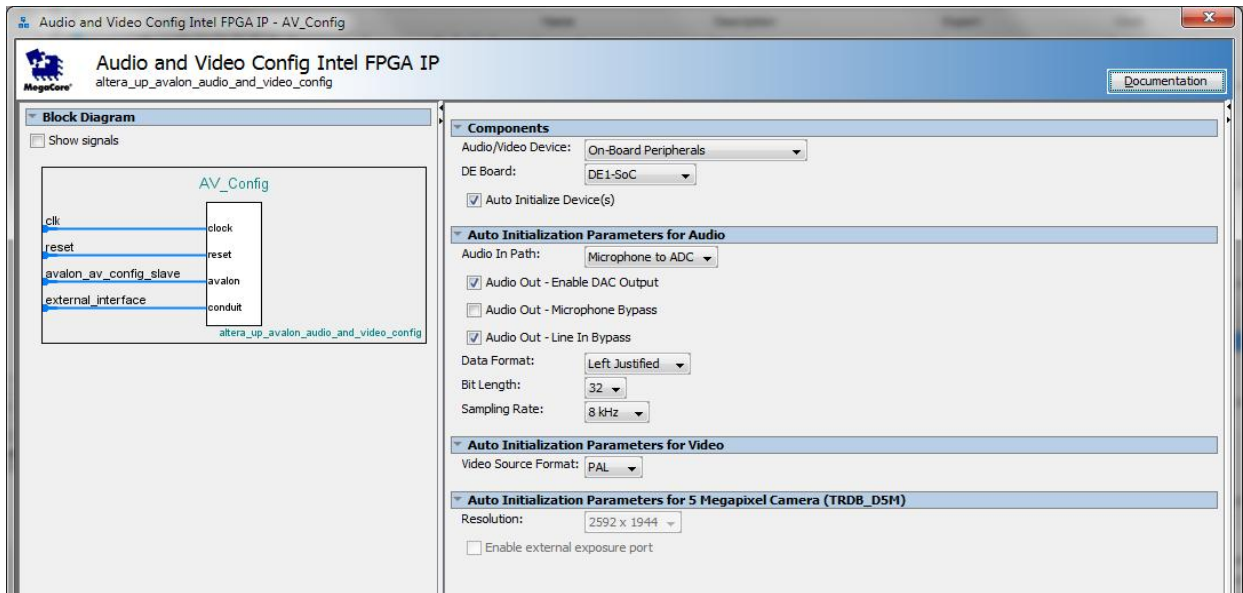 Audio and Video Config Intel FPGA IP - AV_Config
Audio and Video Config Intel FPGA IP
altera_up_avalon_audio_and_video_config
MegaCore'
Documentation
Block Diagram
Show signals
AV_Config
clk
clock
reset
reset
avalon_av_config_slave
avalon
external_interface
conduit
altera_up_avalon_audio_and_video_config
Components
Audio/Video Device: On-Board Peripherals
DE Board: DE1-SoC
Auto Initialize Device(s)
Auto Initialization Parameters for Audio
Audio In Path: Microphone to ADC
Audio Out - Enable DAC Output
Audio Out - Microphone Bypass
Audio Out - Line In Bypass
Data Format: Left Justified
Bit Length: 32
Sampling Rate: 8 kHz
Auto Initialization Parameters for Video
Video Source Format: PAL
Auto Initialization Parameters for 5 Megapixel Camera (TRDB_D5M)
Resolution: 2592 x 1944
Enable external exposure port